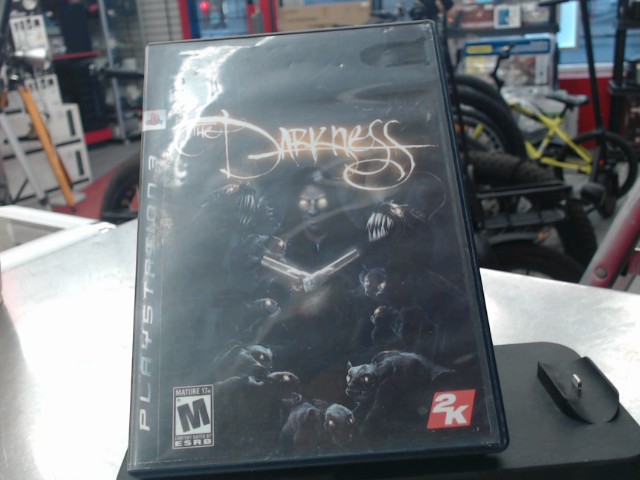 THE DARKNESS
PLAYSTATION 3
MATURE 17+
M
CONTENT RATED BY
ESRB
2K